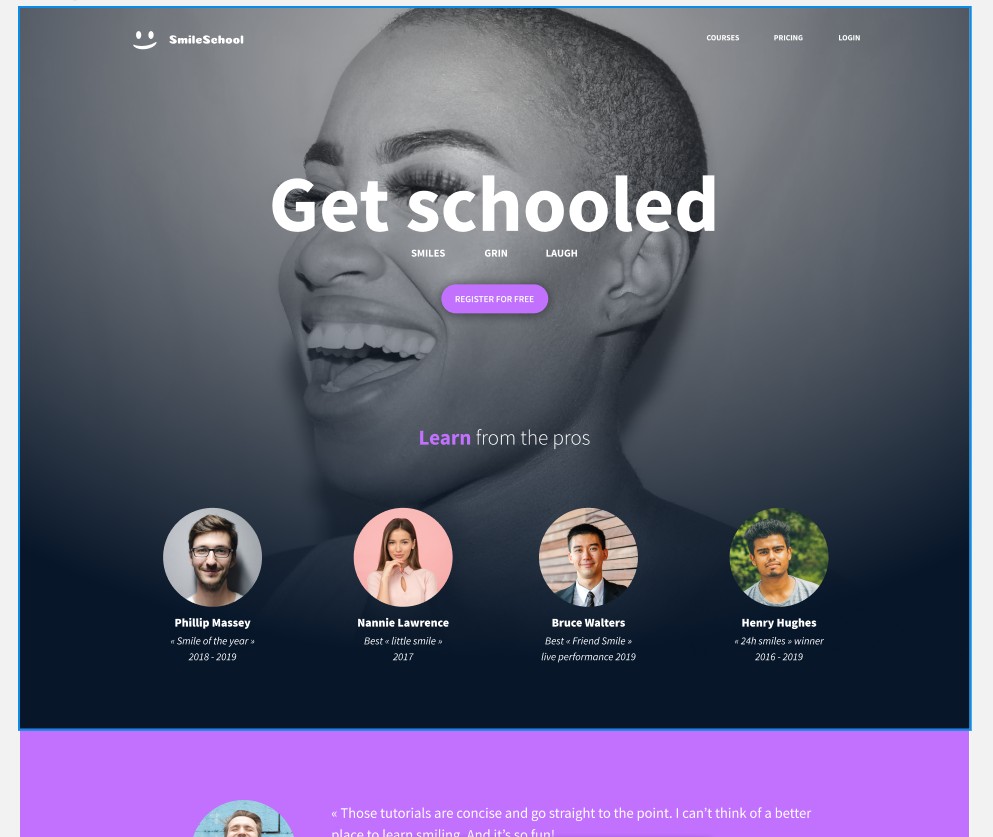 SmileSchool
COURSES PRICING LOGIN
Get schooled
SMILES GRIN LAUGH
REGISTER FOR FREE
Learn from the pros
Phillip Massey
« Smile of the year »
2018 - 2019
Nannie Lawrence
Best « little smile »
2017
Bruce Walters
Best « Friend Smile »
live performance 2019
Henry Hughes
« 24h smiles » winner
2016 - 2019
« Those tutorials are concise and go straight to the point. I can’t think of a better
place to learn smiling. And it’s so fun!